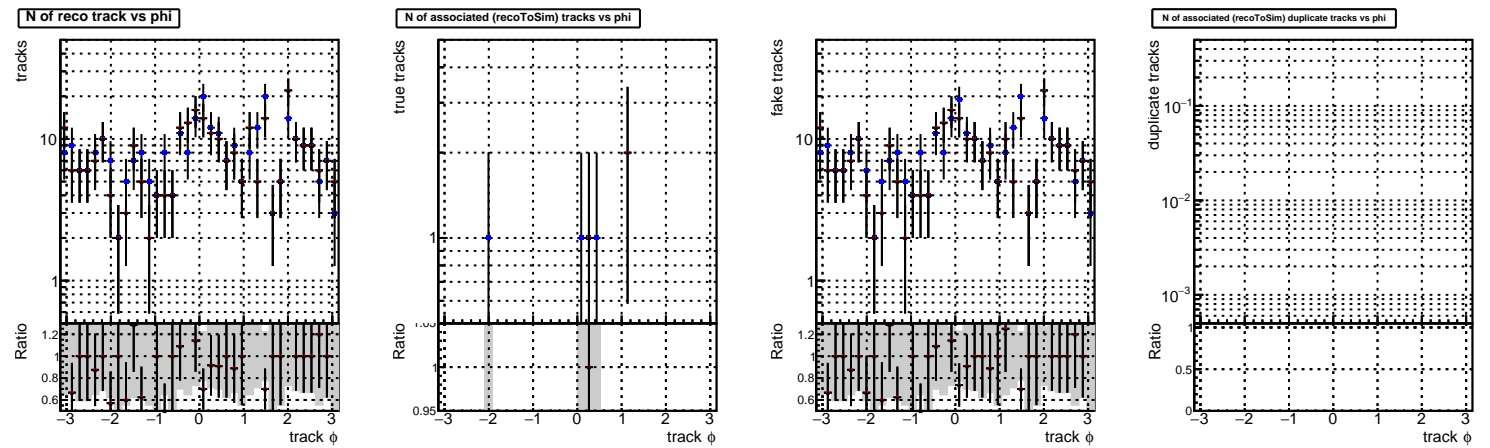 N of reco track vs phi
tracks
10
1
Ratio
1.2
1
0.8
0.6
−3 −2 −1 0 1 2 3
track ϕ
N of associated (recoToSim) tracks vs phi
true tracks
1
Ratio
1.05
1
0.95
−3 −2 −1 0 1 2 3
track ϕ
fake tracks
10
1
Ratio
1.2
1
0.8
0.6
−3 −2 −1 0 1 2 3
track ϕ
N of associated (recoToSim) duplicate tracks vs phi
duplicate tracks
10−1
10−2
10−3
Ratio
1
0.5
0
−3 −2 −1 0 1 2 3
track ϕ